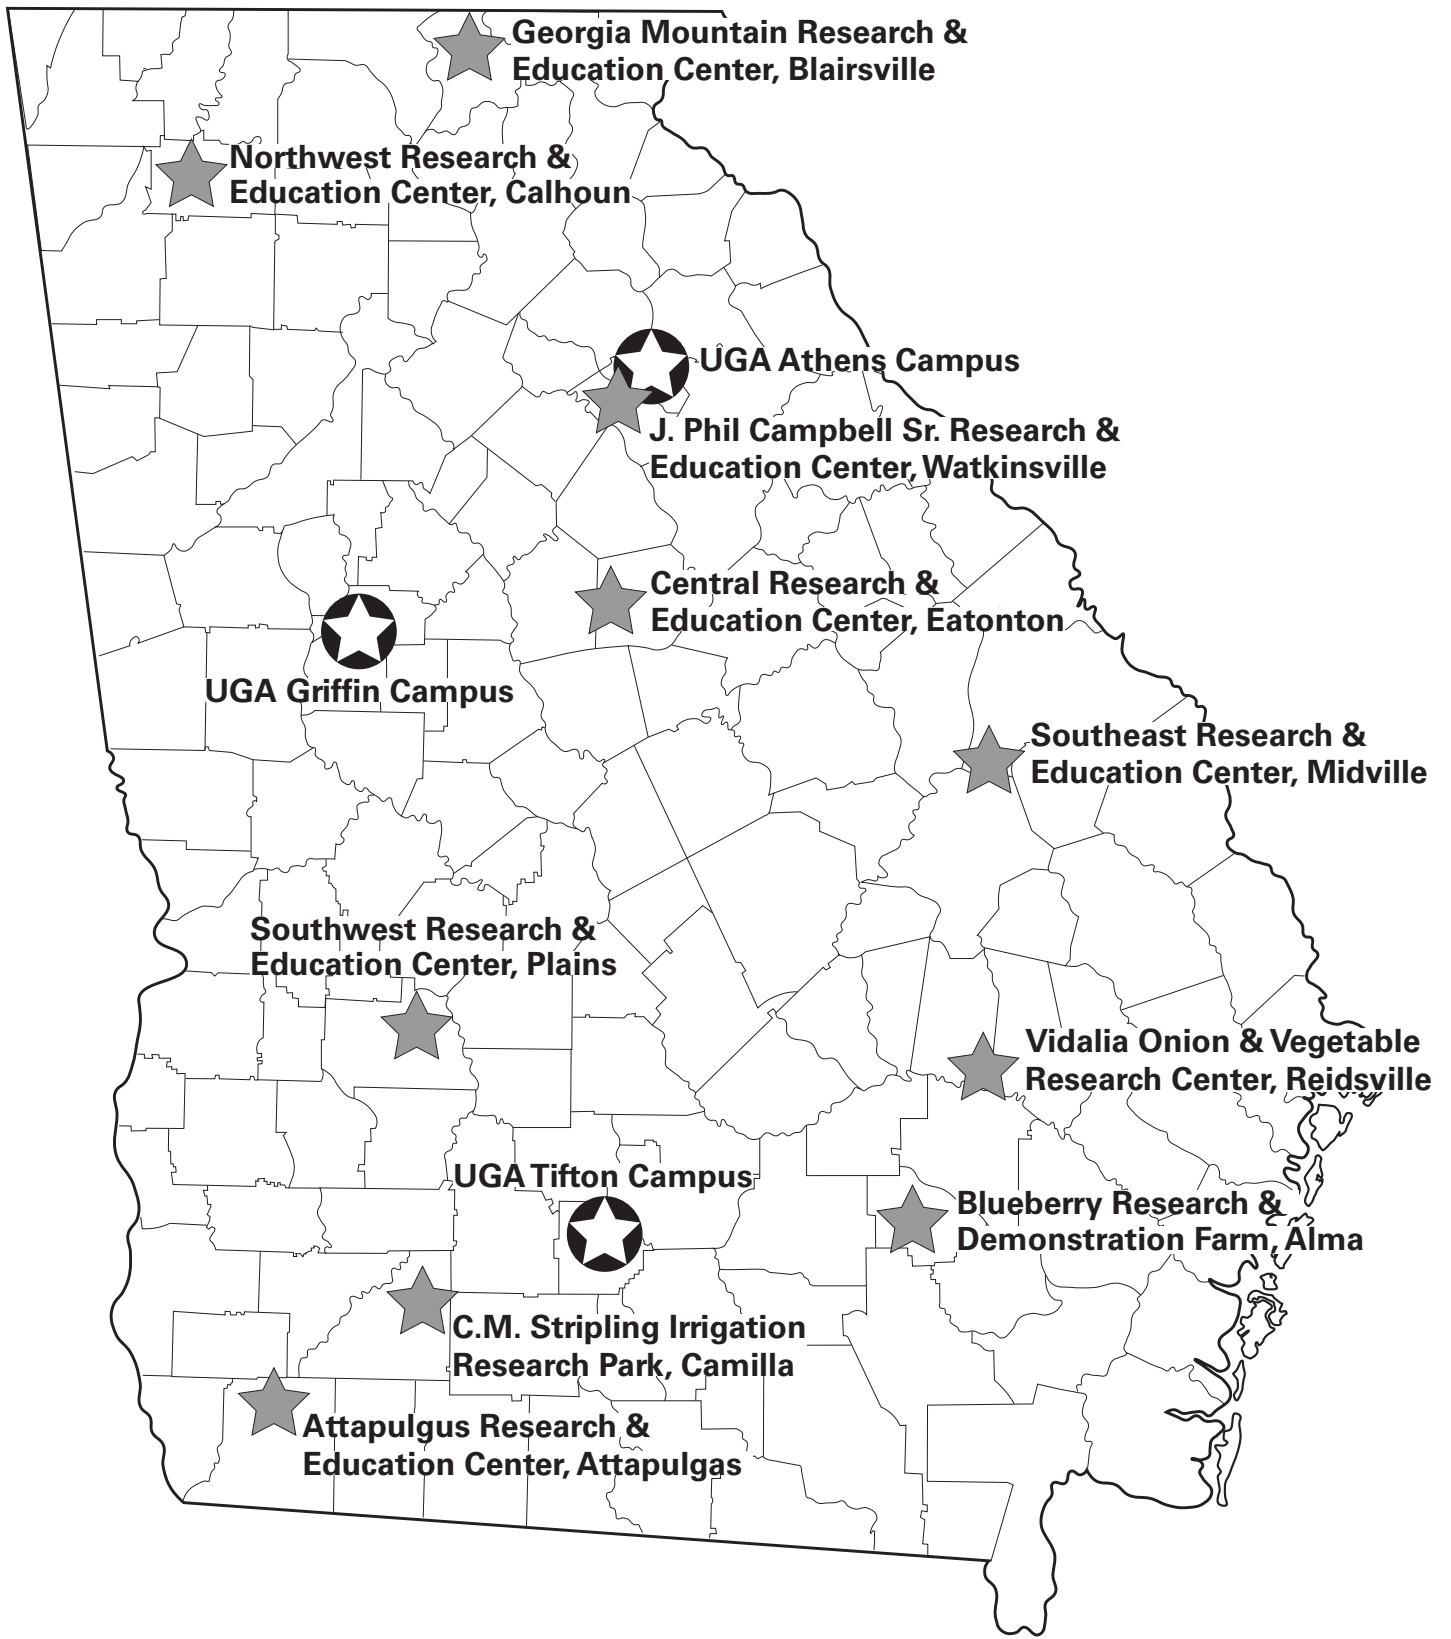 Georgia Mountain Research &
Education Center, Blairsville
Northwest Research &
Education Center, Calhoun
UGA Athens Campus
J. Phil Campbell Sr. Research &
Education Center, Watkinsville
Central Research &
Education Center, Eatonton
UGA Griffin Campus
Southeast Research &
Education Center, Midville
Southwest Research &
Education Center, Plains
Vidalia Onion & Vegetable
Research Center, Reidsville
UGA Tifton Campus
Blueberry Research &
Demonstration Farm, Alma
C.M. Stripling Irrigation
Research Park, Camilla
Attapulgus Research &
Education Center, Attapulgas